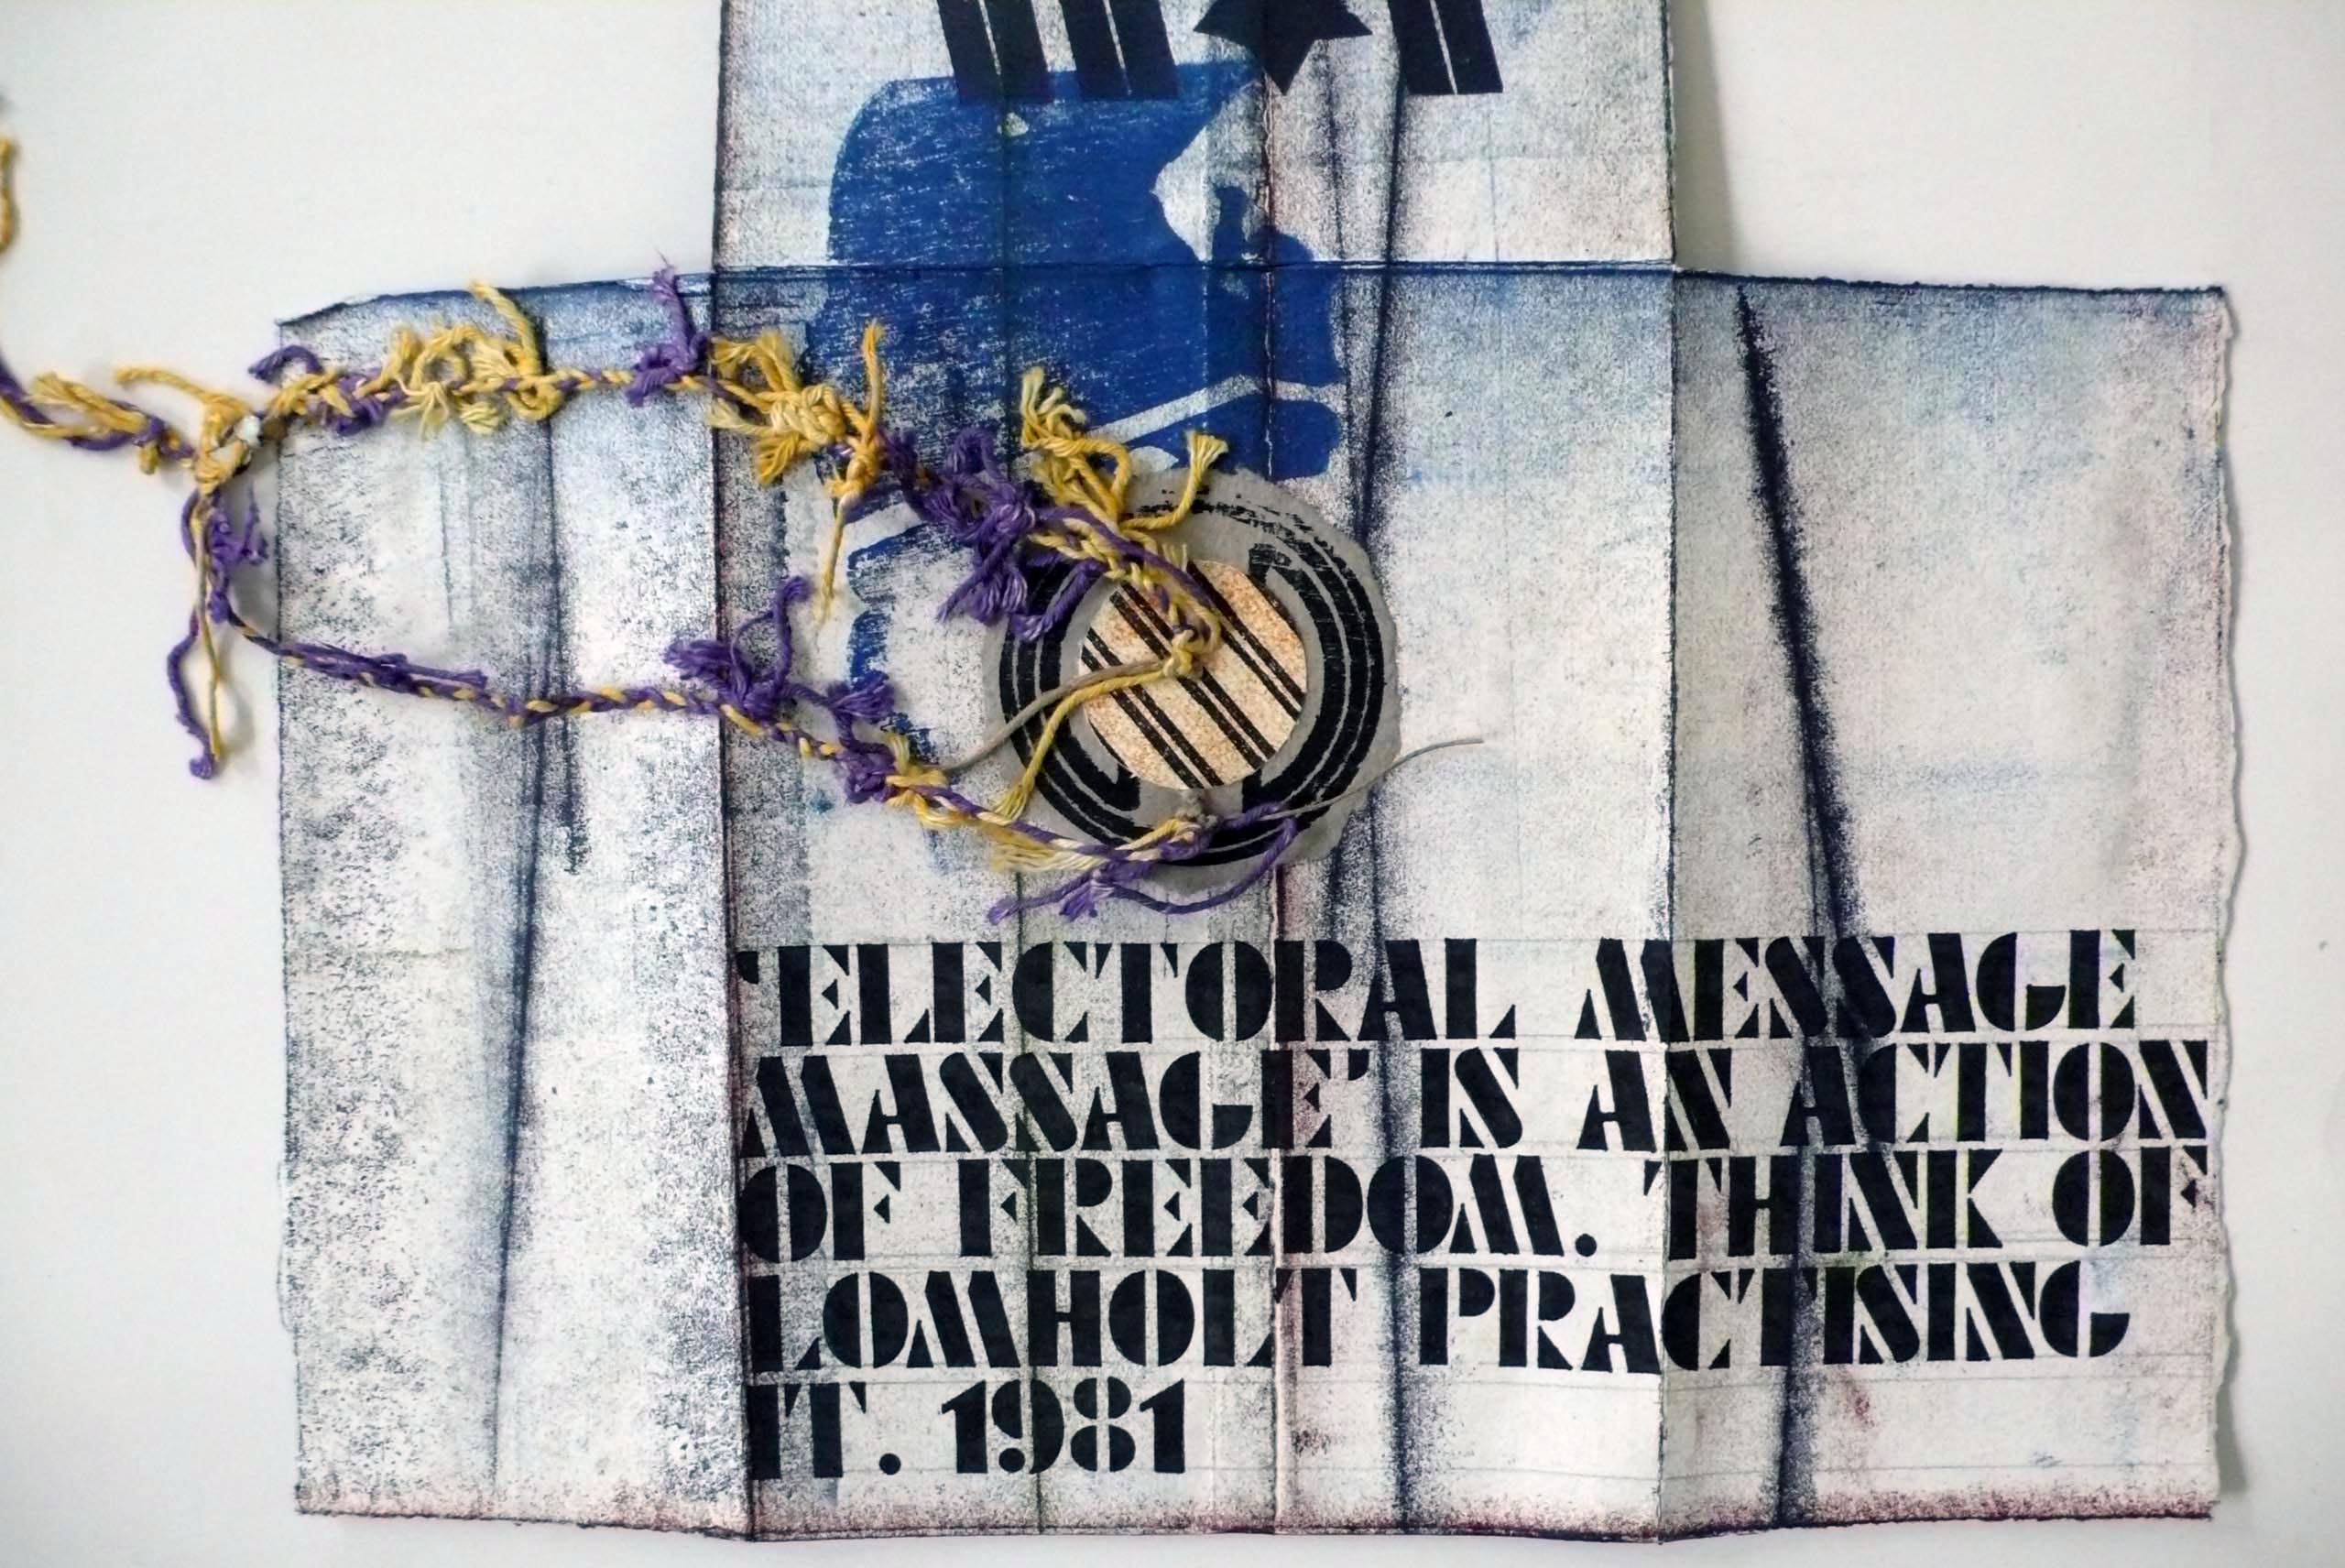 'ELECTORAL MESSAGE
MASSAGE' IS AN ACTION
OF FREEDOM. THINK OF
LOMHOLT PRACTISING
IT. 1981